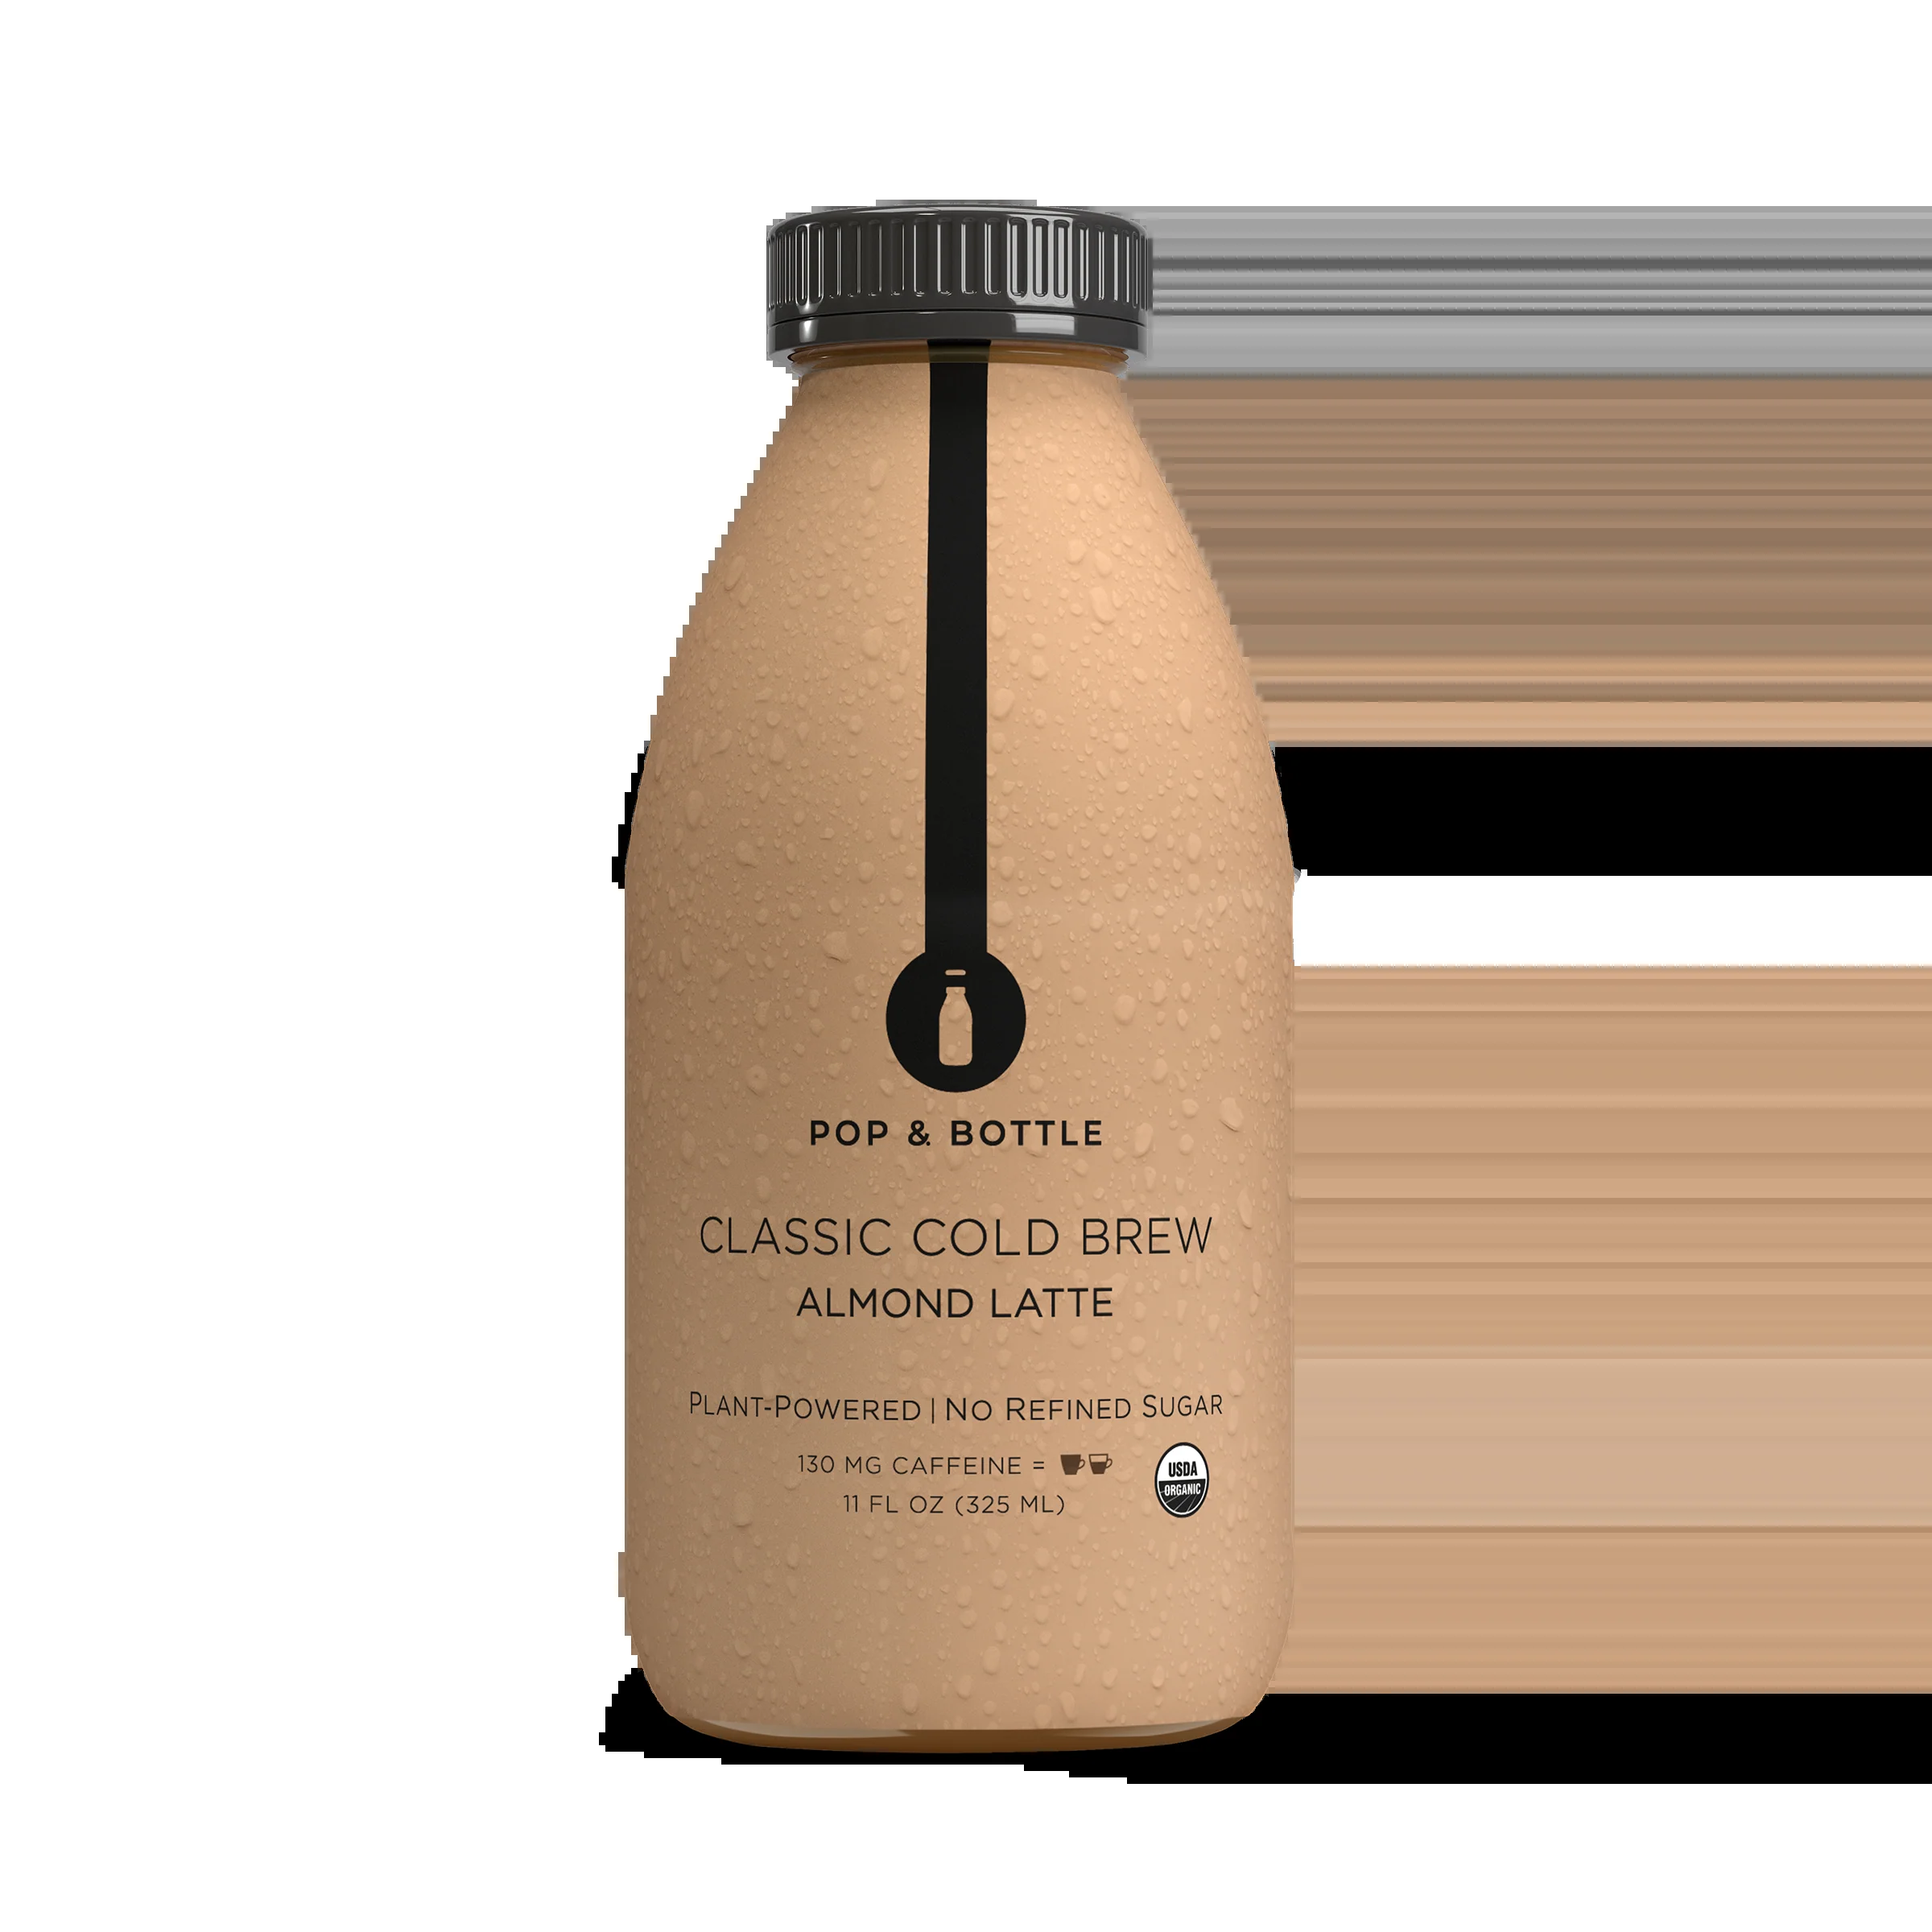 POP & BOTTLE
CLASSIC COLD BREW
ALMOND LATTE
PLANT-POWERED | NO REFINED SUGAR
130 MG CAFFEINE =
11 FL OZ (325 ML)
USDA
ORGANIC